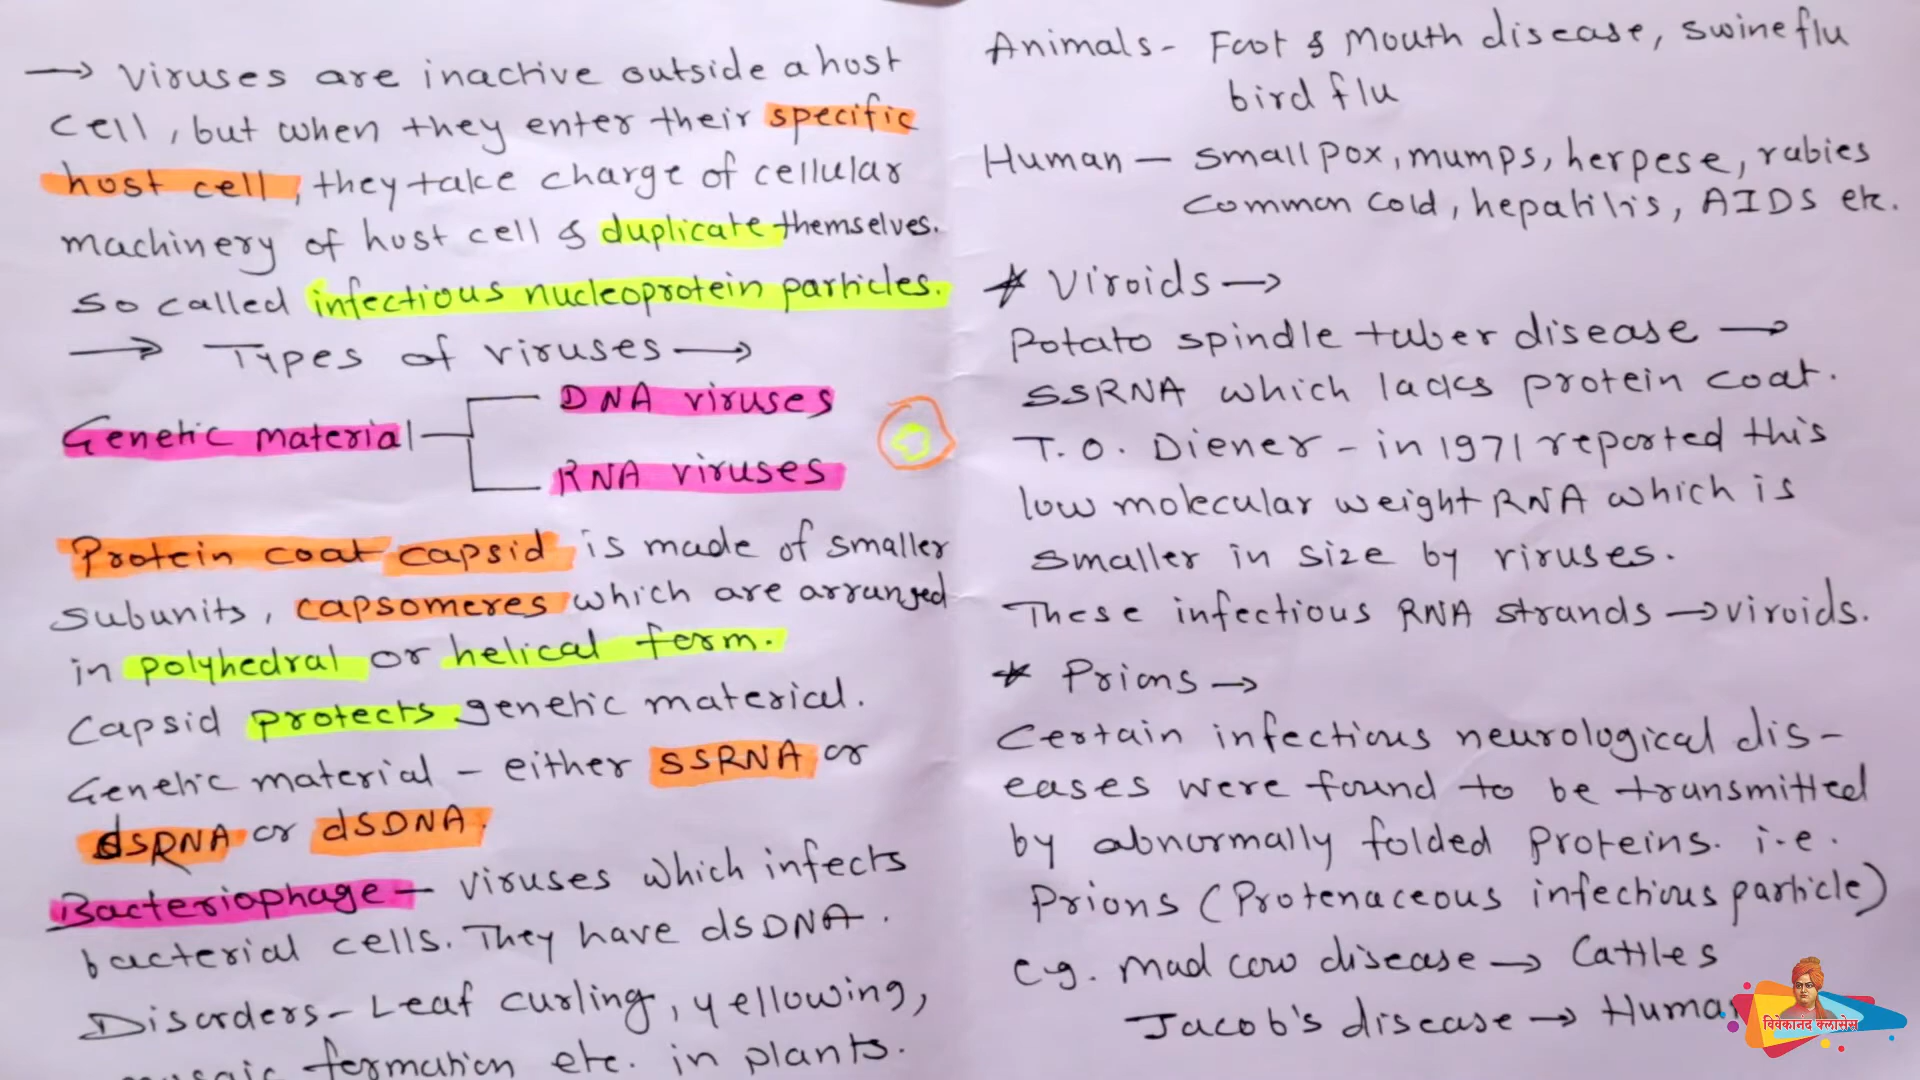 → Viruses are inactive outside a host
cell, but when they enter their specific
host cell, they take charge of cellular
machinery of host cell & duplicate themselves.
So called infectious nucleoprotein particles.
→ Types of viruses →
DNA viruses
Genetic material
RNA viruses
Protein coat capsid is made of smaller
subunits, capsomeres which are arranged
in polyhedral or helical form.
Capsid protects genetic material.
Genetic material - either SSRNA or
dsRNA or dSDNA.
Bacteriophage - Viruses which infects
bacterial cells. They have dsDNA.
Disorders - Leaf curling, yellowing,
mosaic formation etc. in plants.
Animals - Foot & Mouth disease, swine flu
bird flu
Human - small pox, mumps, herpese, rabies
common cold, hepatitis, AIDS etc.
* Viroids →
Potato spindle tuber disease →
SSRNA which lacks protein coat.
T.O. Diener - in 1971 reported this
low molecular weight RNA which is
smaller in size by viruses.
These infectious RNA strands → viroids.
* Prions →
Certain infectious neurological dis-
eases were found to be transmitted
by abnormally folded proteins. i.e.
Prions (Protenaceous infectious particle)
e.g. Mad cow disease → Cattles
Jacob's disease → Human
विवेकानंद क्लासेस